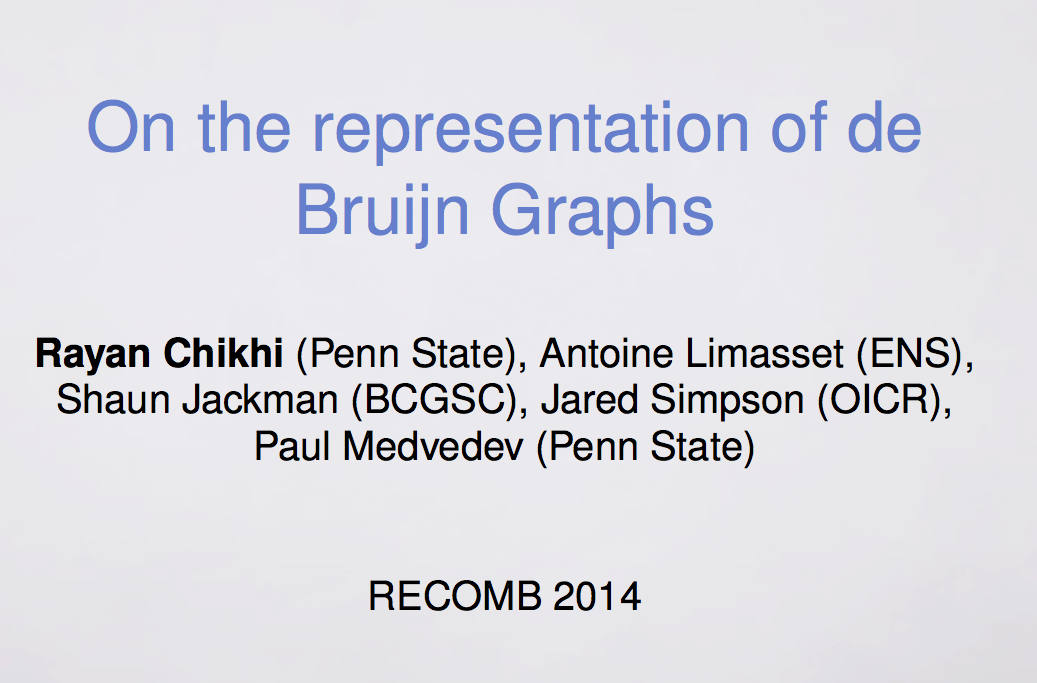 On the representation of de
Bruijn Graphs
Rayan Chikhi (Penn State), Antoine Limasset (ENS),
Shaun Jackman (BCGSC), Jared Simpson (OICR),
Paul Medvedev (Penn State)
RECOMB 2014